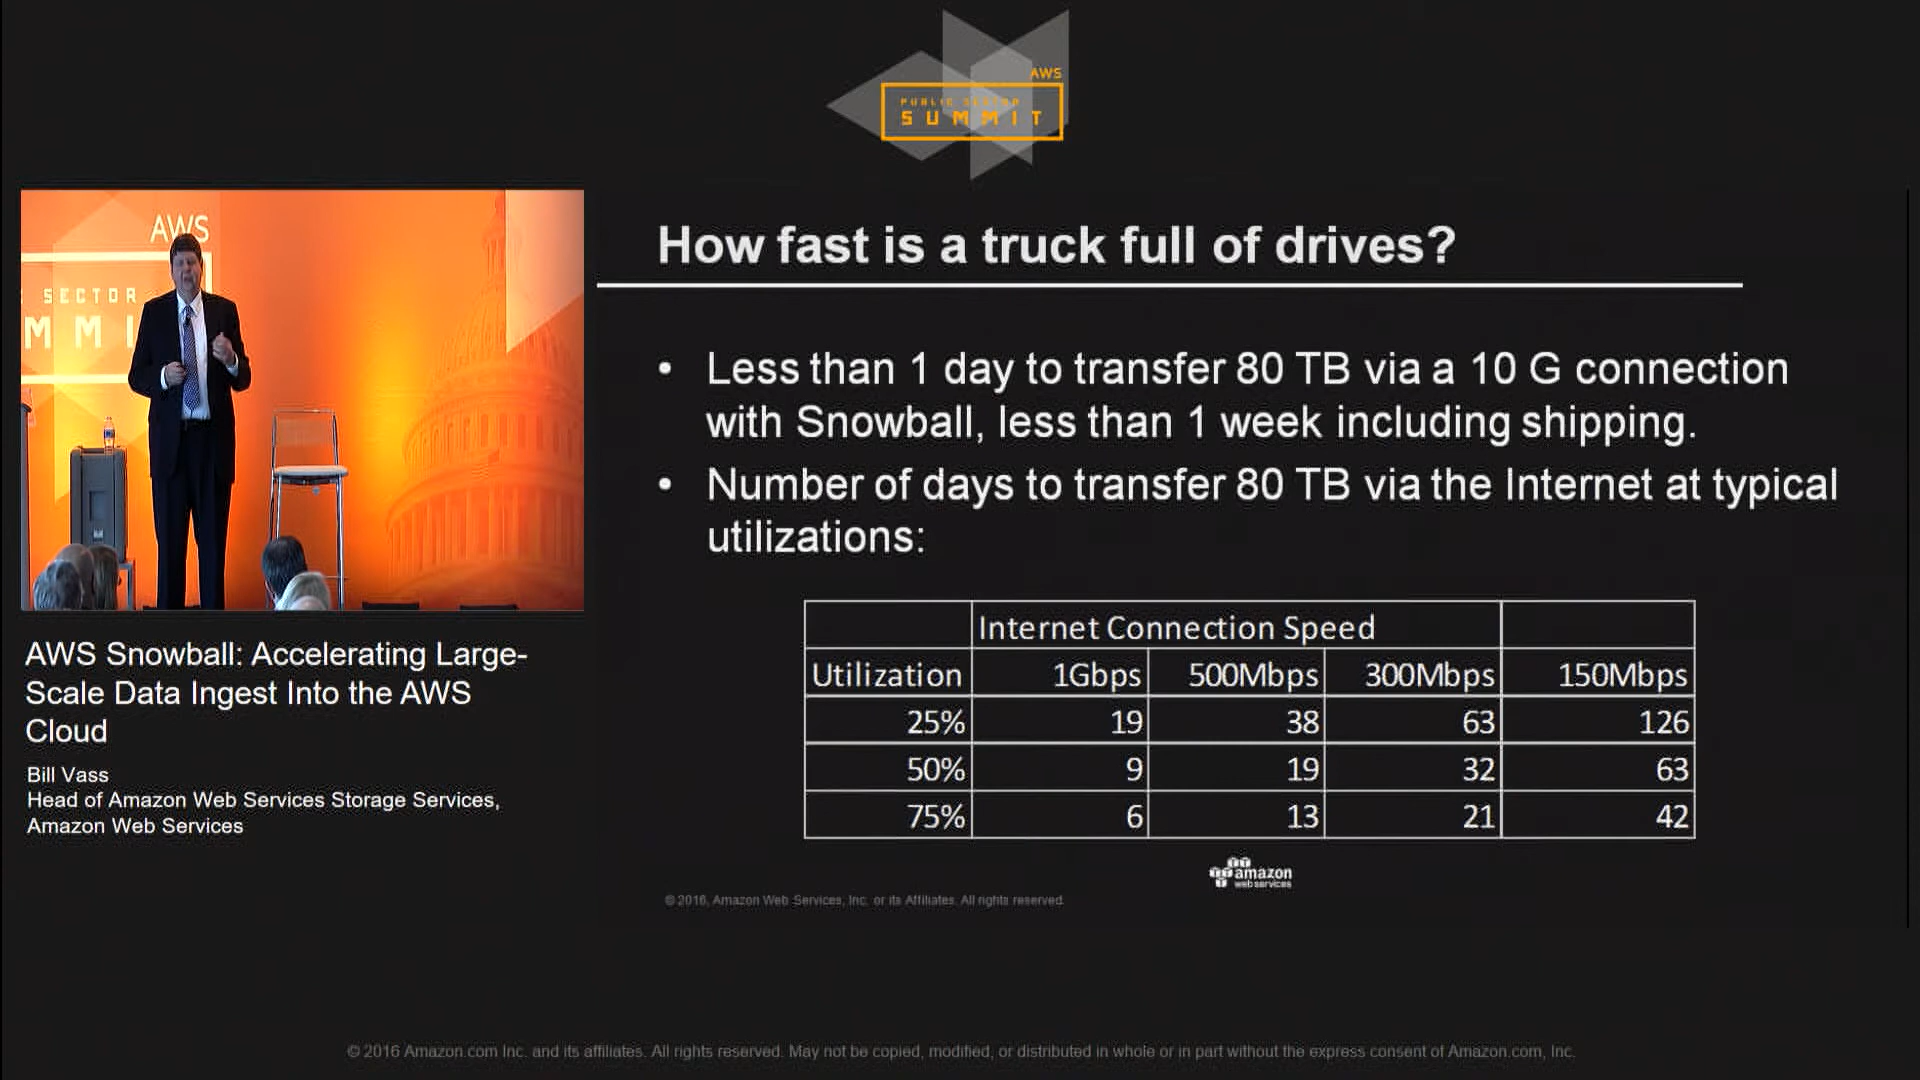 AWS
PUBLIC SECTOR
SUMMIT
AWS
SECTOR
MMI
How fast is a truck full of drives?
• Less than 1 day to transfer 80 TB via a 10 G connection
with Snowball, less than 1 week including shipping.
• Number of days to transfer 80 TB via the Internet at typical
utilizations:
Internet Connection Speed
Utilization 1Gbps 500Mbps 300Mbps 150Mbps
25% 19 38 63 126
50% 9 19 32 63
75% 6 13 21 42
amazon
web services
© 2016, Amazon Web Services, Inc. or its Affiliates. All rights reserved.
AWS Snowball: Accelerating Large-
Scale Data Ingest Into the AWS
Cloud
Bill Vass
Head of Amazon Web Services Storage Services,
Amazon Web Services
© 2016 Amazon.com Inc. and its affiliates. All rights reserved. May not be copied, modified, or distributed in whole or in part without the express consent of Amazon.com, Inc.